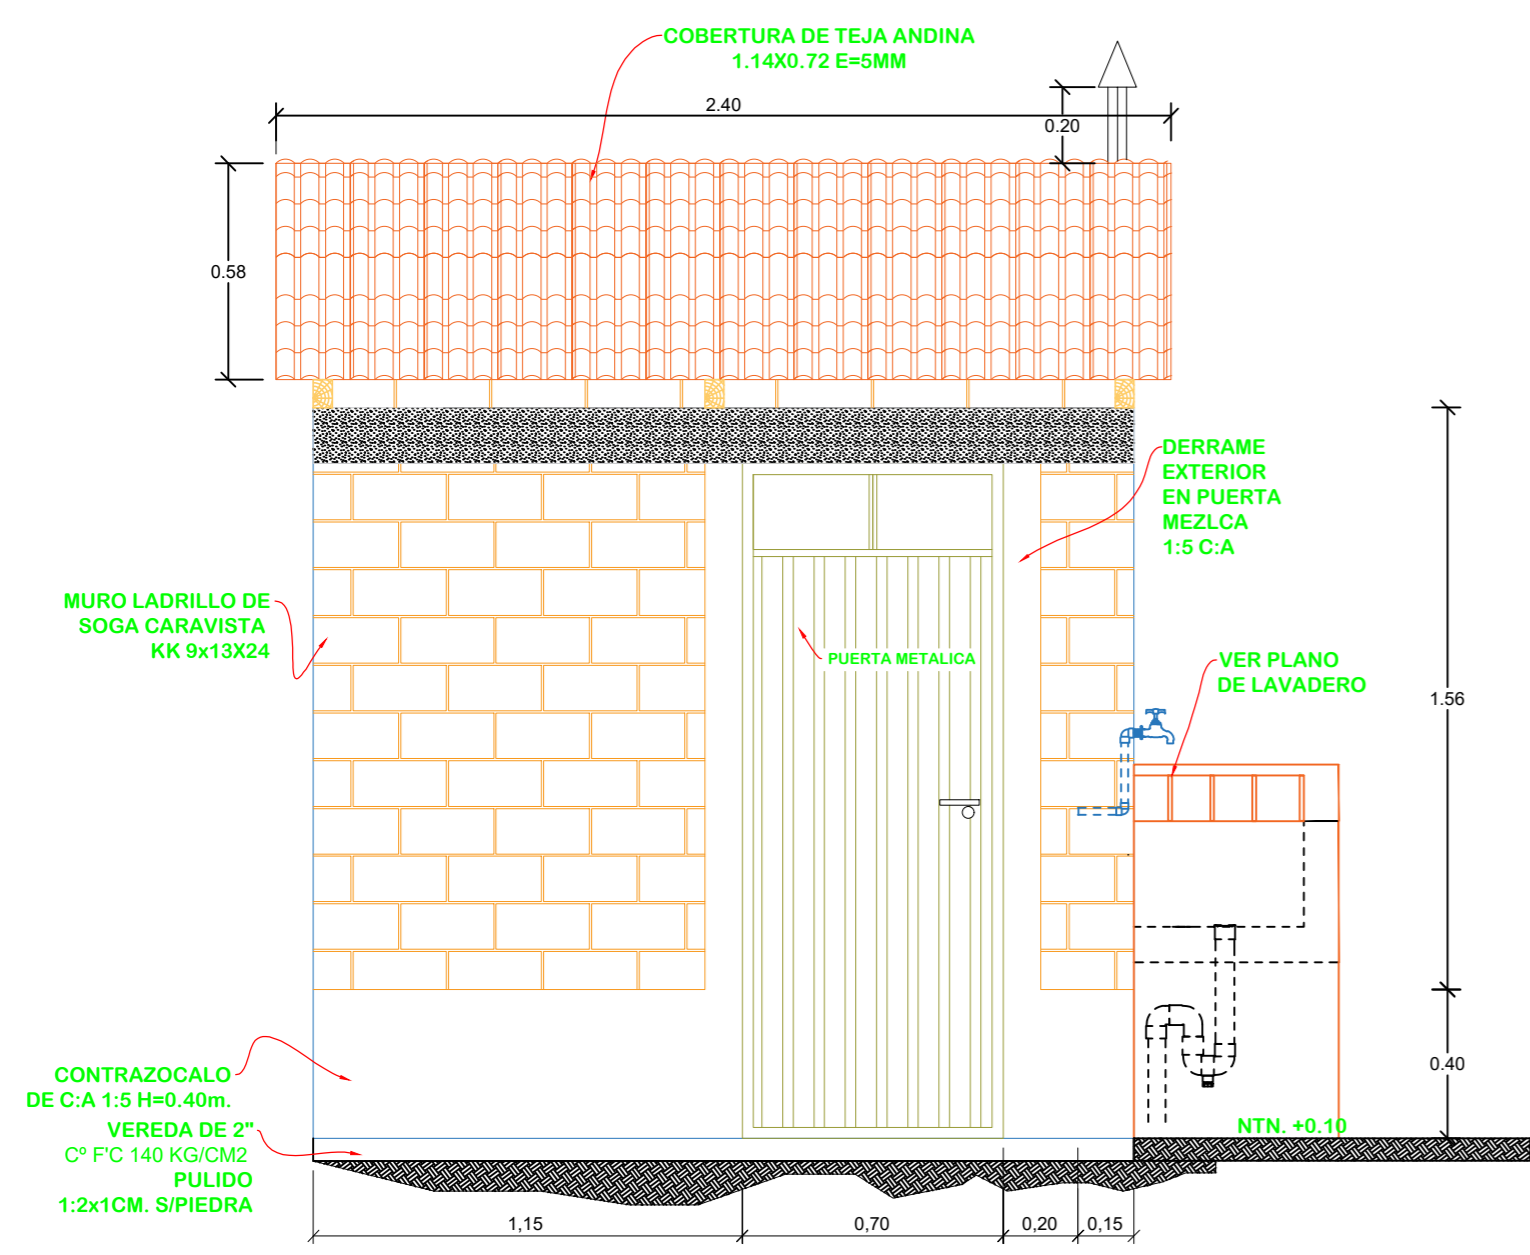 COBERTURA DE TEJA ANDINA
1.14X0.72 E=5MM
2.40
0.20
0.58
DERRAME
EXTERIOR
EN PUERTA
MEZLCA
1:5 C:A
MURO LADRILLO DE
SOGA CARAVISTA
KK 9x13X24
PUERTA METALICA
VER PLANO
DE LAVADERO
1.56
0.40
CONTRAZOCALO
DE C:A 1:5 H=0.40m.
VEREDA DE 2"
Cº F'C 140 KG/CM2
PULIDO
1:2x1CM. S/PIEDRA
NTN. +0.10
1,15
0,70
0,20
0,15